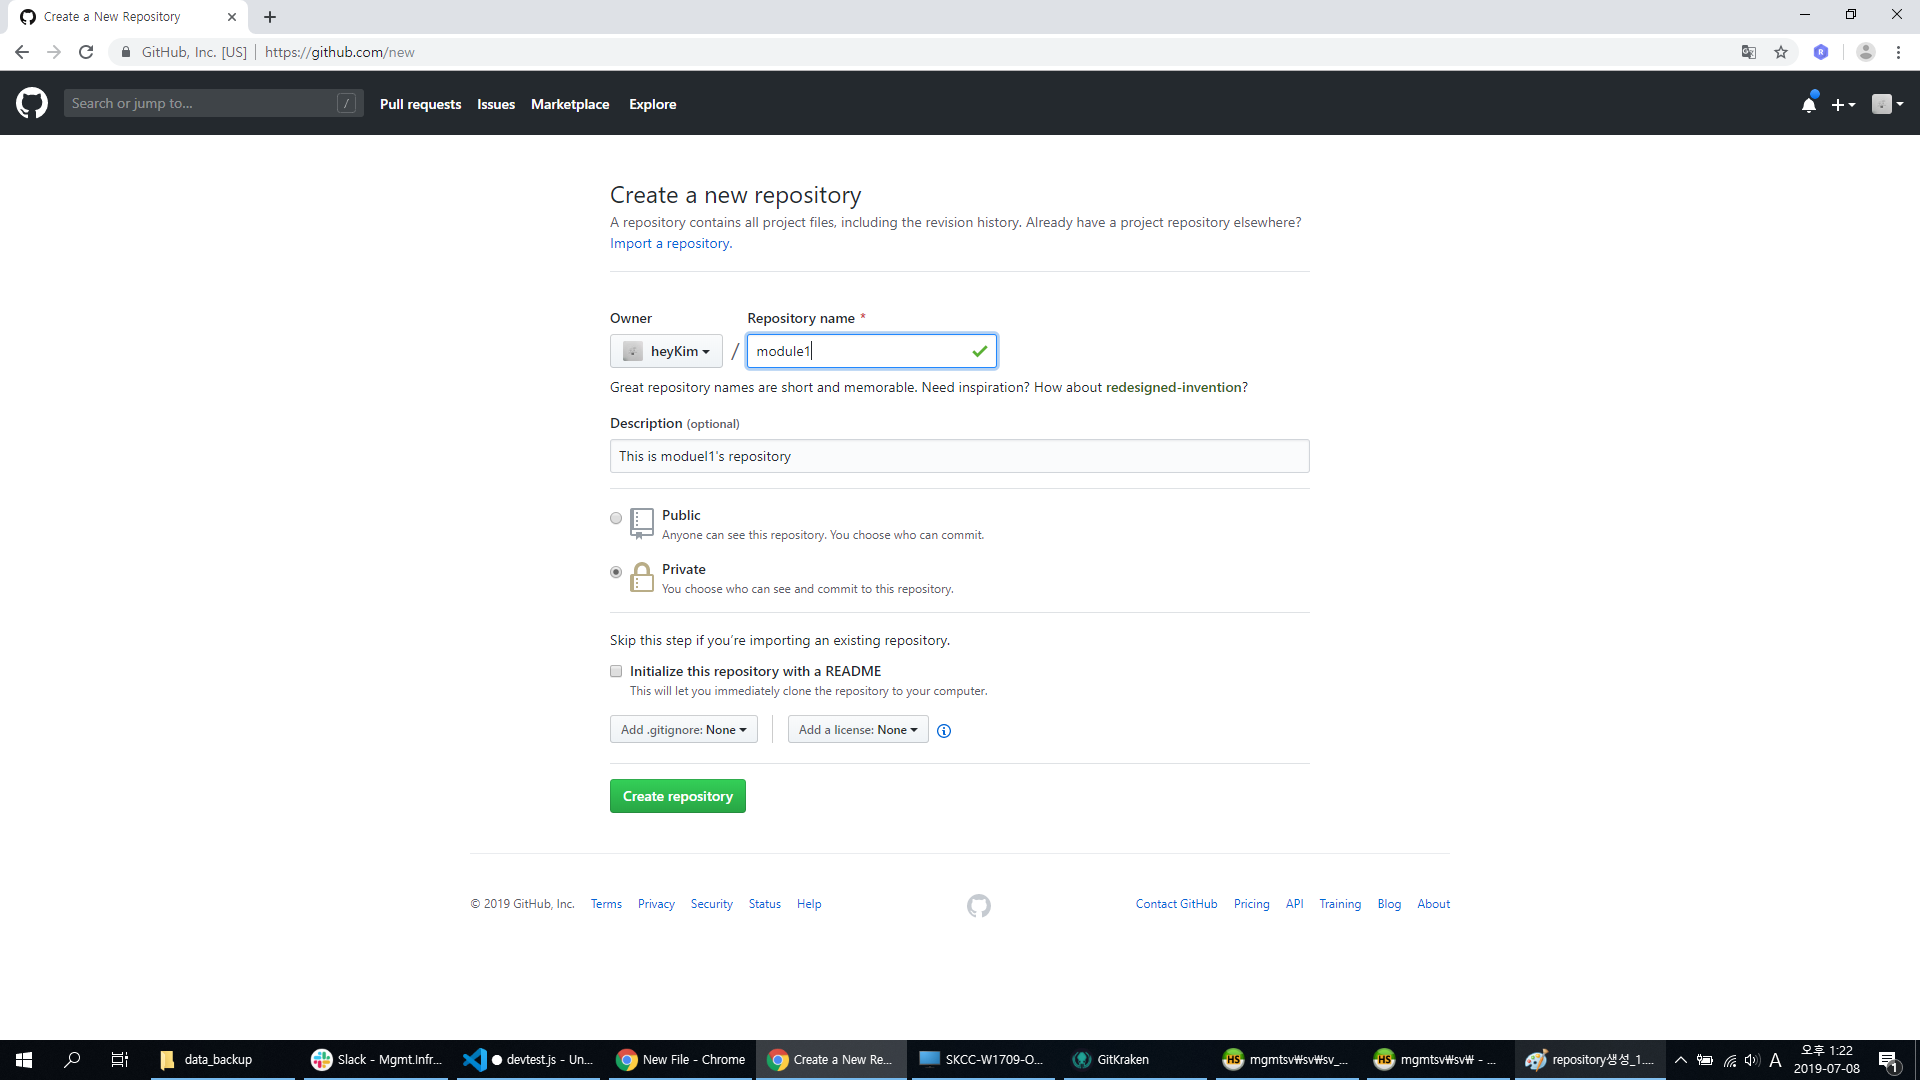 Create a New Repository
GitHub, Inc. [US] https://github.com/new
Search or jump to... /
Pull requests Issues Marketplace Explore
Create a new repository
A repository contains all project files, including the revision history. Already have a project repository elsewhere?
Import a repository.
Owner Repository name *
heyKim / module1
Great repository names are short and memorable. Need inspiration? How about redesigned-invention?
Description (optional)
This is moduel1's repository
Public
Anyone can see this repository. You choose who can commit.
Private
You choose who can see and commit to this repository.
Skip this step if you’re importing an existing repository.
Initialize this repository with a README
This will let you immediately clone the repository to your computer.
Add .gitignore: None Add a license: None
Create repository
© 2019 GitHub, Inc. Terms Privacy Security Status Help Contact GitHub Pricing API Training Blog About
data_backup Slack - Mgmt.Infr... devtest.js - Un... New File - Chrome Create a New Re... SKCC-W1709-O... GitKraken mgmtsv₩sv₩sv_... mgmtsv₩sv₩ - ... repository생성_1.... A 오후 1:22
2019-07-08 1